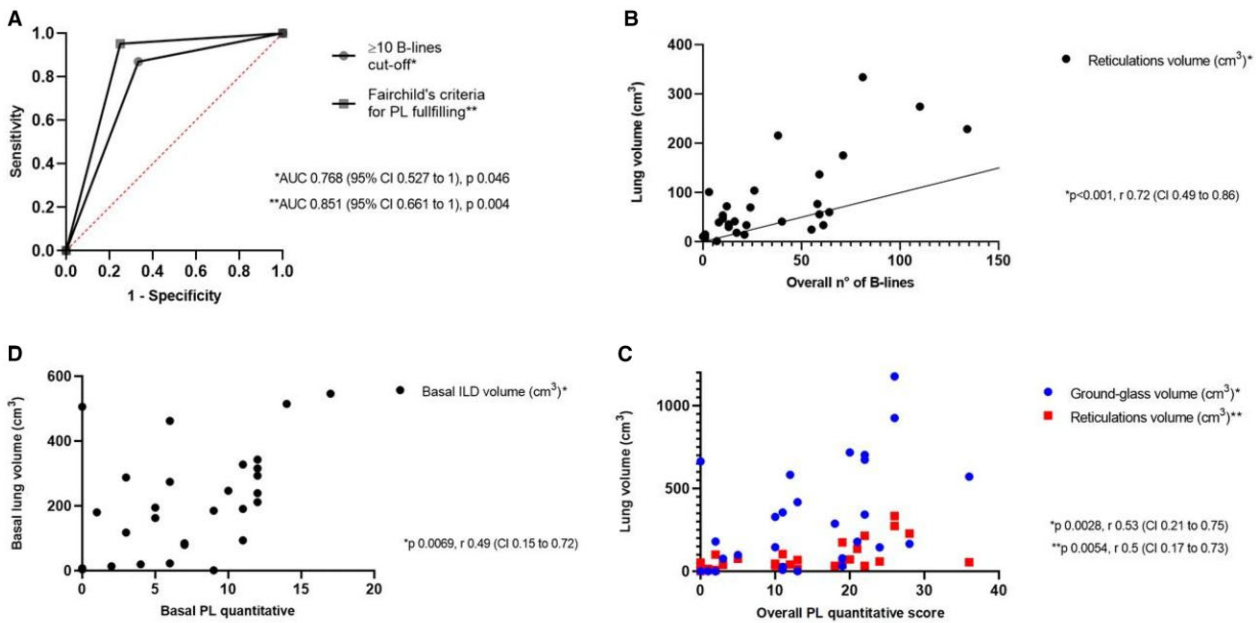 A
1.0
0.8
0.6
0.4
0.2
0.0
Sensitivity
0.0 0.2 0.4 0.6 0.8 1.0
1 - Specificity
≥10 B-lines
cut-off*
Fairchild's criteria
for PL fullfilling**
*AUC 0.768 (95% CI 0.527 to 1), p 0.046
**AUC 0.851 (95% CI 0.661 to 1), p 0.004
B
400
300
200
100
0
Lung volume (cm³)
0 50 100 150
Overall n° of B-lines
Reticulations volume (cm³)*
*p<0.001, r 0.72 (CI 0.49 to 0.86)
D
600
400
200
0
Basal lung volume (cm³)
0 5 10 15 20
Basal PL quantitative
Basal ILD volume (cm³)*
*p 0.0069, r 0.49 (CI 0.15 to 0.72)
C
1000
500
0
Lung volume (cm³)
0 10 20 30 40
Overall PL quantitative score
Ground-glass volume (cm³)*
Reticulations volume (cm³)**
*p 0.0028, r 0.53 (CI 0.21 to 0.75)
**p 0.0054, r 0.5 (CI 0.17 to 0.73)